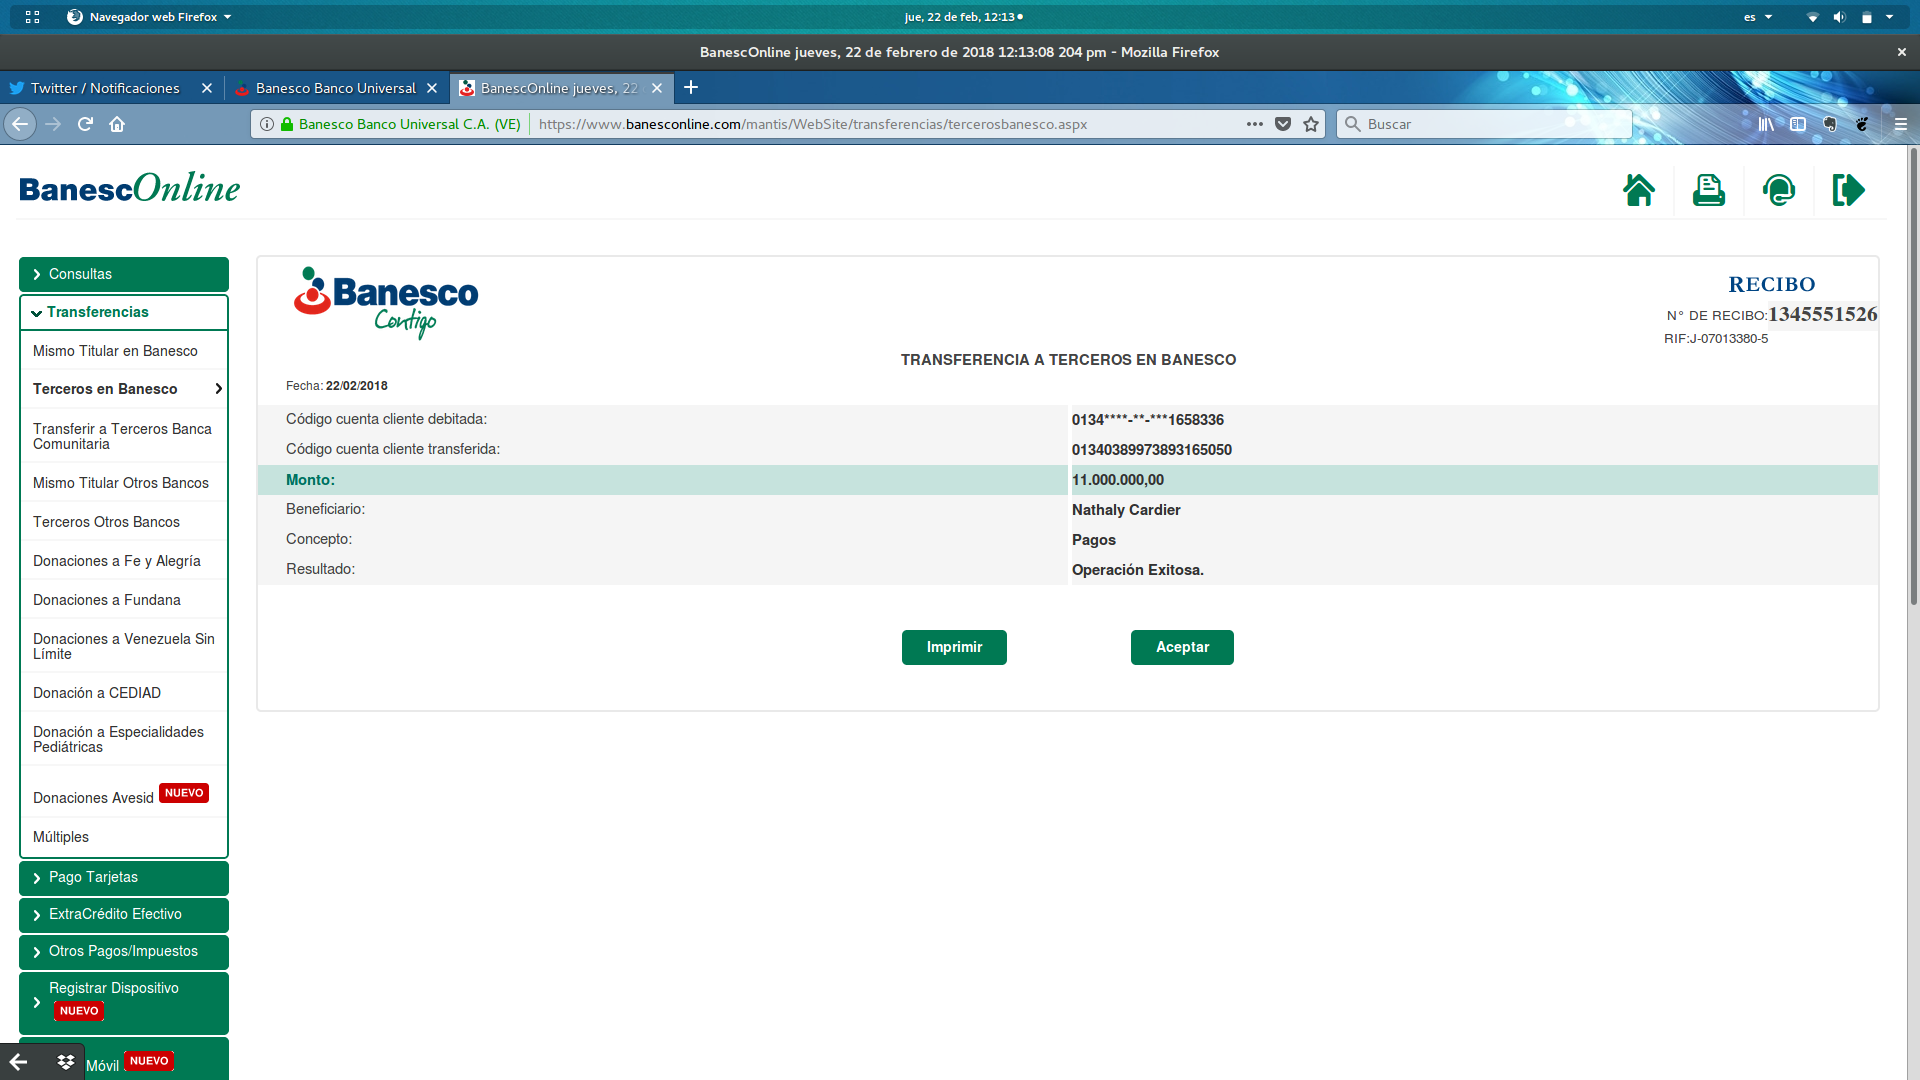 Navegador web Firefox
jue, 22 de feb, 12:13
es
BanescOnline jueves, 22 de febrero de 2018 12:13:08 204 pm - Mozilla Firefox
Twitter / Notificaciones
Banesco Banco Universal
BanescOnline jueves, 22
Banesco Banco Universal C.A. (VE)
https://www.banesconline.com/mantis/WebSite/transferencias/tercerosbanesco.aspx
Buscar
BanescOnline
Consultas
Transferencias
Mismo Titular en Banesco
Terceros en Banesco
Transferir a Terceros Banca
Comunitaria
Mismo Titular Otros Bancos
Terceros Otros Bancos
Donaciones a Fe y Alegría
Donaciones a Fundana
Donaciones a Venezuela Sin
Límite
Donación a CEDIAD
Donación a Especialidades
Pediátricas
Donaciones Avesid NUEVO
Múltiples
Pago Tarjetas
ExtraCrédito Efectivo
Otros Pagos/Impuestos
Registrar Dispositivo
NUEVO
Móvil NUEVO
Banesco
Contigo
RECIBO
N° DE RECIBO:1345551526
RIF:J-07013380-5
TRANSFERENCIA A TERCEROS EN BANESCO
Fecha: 22/02/2018
Código cuenta cliente debitada: 0134****-**-***1658336
Código cuenta cliente transferida: 01340389973893165050
Monto: 11.000.000,00
Beneficiario: Nathaly Cardier
Concepto: Pagos
Resultado: Operación Exitosa.
Imprimir
Aceptar